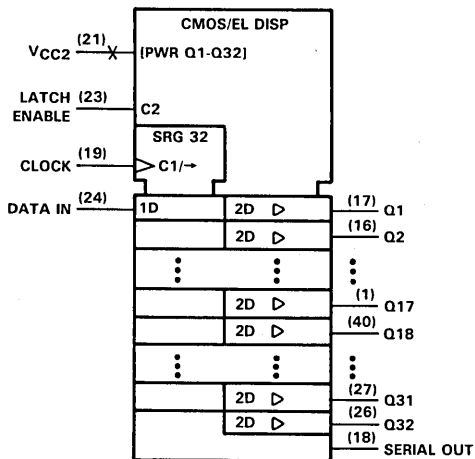 CMOS/EL DISP
VCC2 (21) [PWR Q1-Q32]
LATCH ENABLE (23) C2
SRG 32
CLOCK (19) C1/→
DATA IN (24) 1D 2D (17) Q1
2D (16) Q2
2D (1) Q17
2D (40) Q18
2D (27) Q31
2D (26) Q32
(18) SERIAL OUT